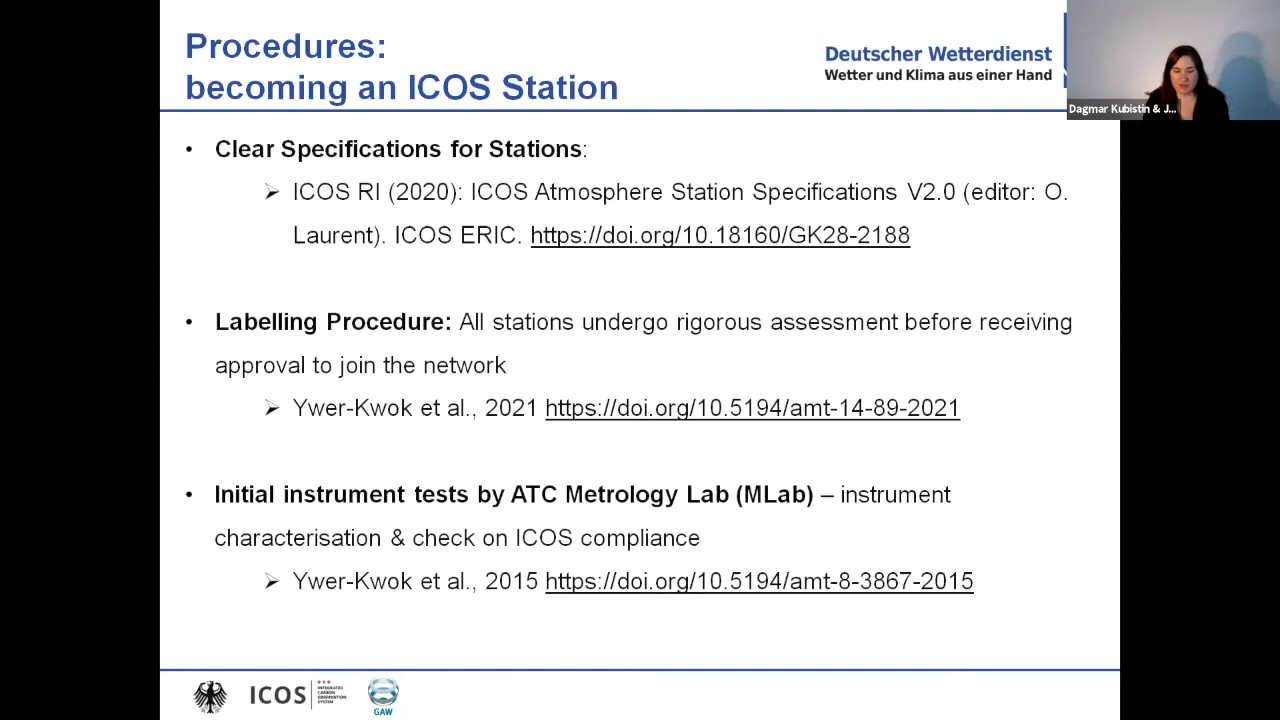 Procedures:
becoming an ICOS Station
Deutscher Wetterdienst
Wetter und Klima aus einer Hand
Dagmar Kubistin & J...
• Clear Specifications for Stations:
➢ ICOS RI (2020): ICOS Atmosphere Station Specifications V2.0 (editor: O.
Laurent). ICOS ERIC. https://doi.org/10.18160/GK28-2188
• Labelling Procedure: All stations undergo rigorous assessment before receiving
approval to join the network
➢ Ywer-Kwok et al., 2021 https://doi.org/10.5194/amt-14-89-2021
• Initial instrument tests by ATC Metrology Lab (MLab) – instrument
characterisation & check on ICOS compliance
➢ Ywer-Kwok et al., 2015 https://doi.org/10.5194/amt-8-3867-2015
ICOS
INTEGRATED
CARBON
OBSERVATION
SYSTEM
GAW